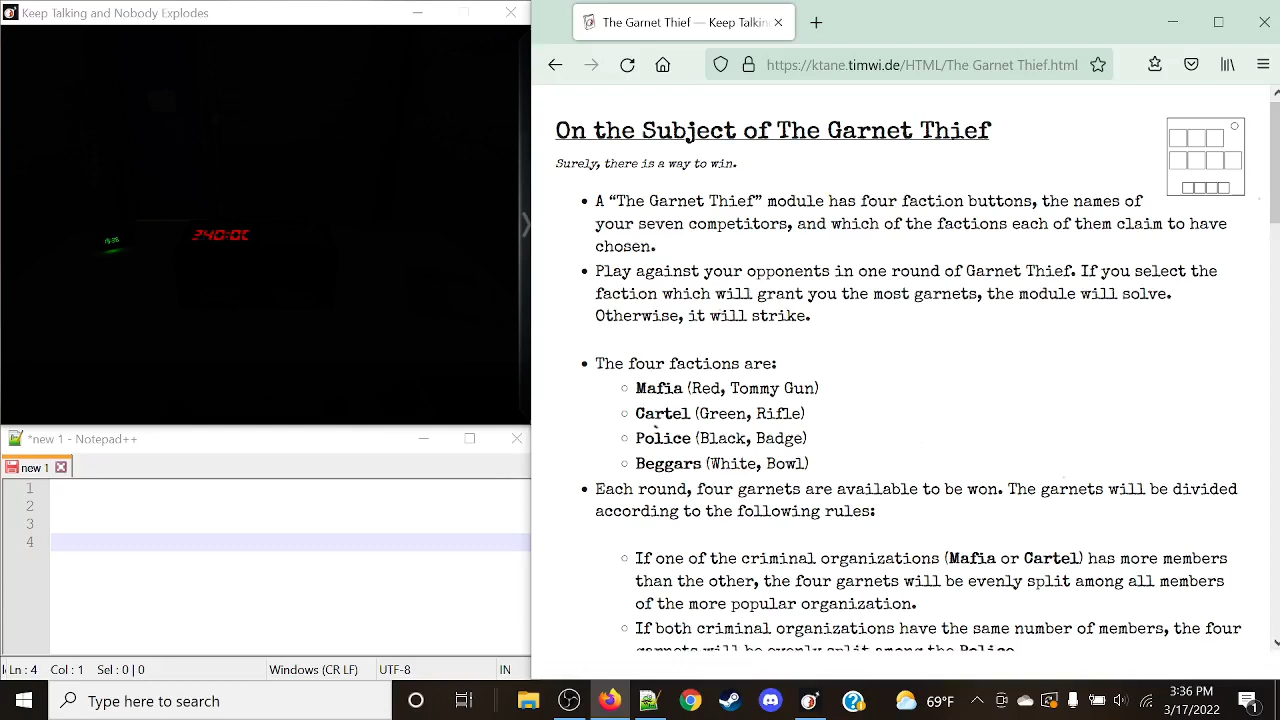 Keep Talking and Nobody Explodes
240:00
*new 1 - Notepad++
new 1
1
2
3
4
Ln : 4 Col : 1 Sel : 0 | 0 Windows (CR LF) UTF-8 IN
The Garnet Thief — Keep Talking
https://ktane.timwi.de/HTML/The Garnet Thief.html
On the Subject of The Garnet Thief
Surely, there is a way to win.
• A “The Garnet Thief” module has four faction buttons, the names of
your seven competitors, and which of the factions each of them claim to have
chosen.
• Play against your opponents in one round of Garnet Thief. If you select the
faction which will grant you the most garnets, the module will solve.
Otherwise, it will strike.
• The four factions are:
○ Mafia (Red, Tommy Gun)
○ Cartel (Green, Rifle)
○ Police (Black, Badge)
○ Beggars (White, Bowl)
• Each round, four garnets are available to be won. The garnets will be divided
according to the following rules:
○ If one of the criminal organizations (Mafia or Cartel) has more members
than the other, the four garnets will be evenly split among all members
of the more popular organization.
○ If both criminal organizations have the same number of members, the four
garnets will be evenly split among the Police.
Type here to search
69°F
3:36 PM
3/17/2022